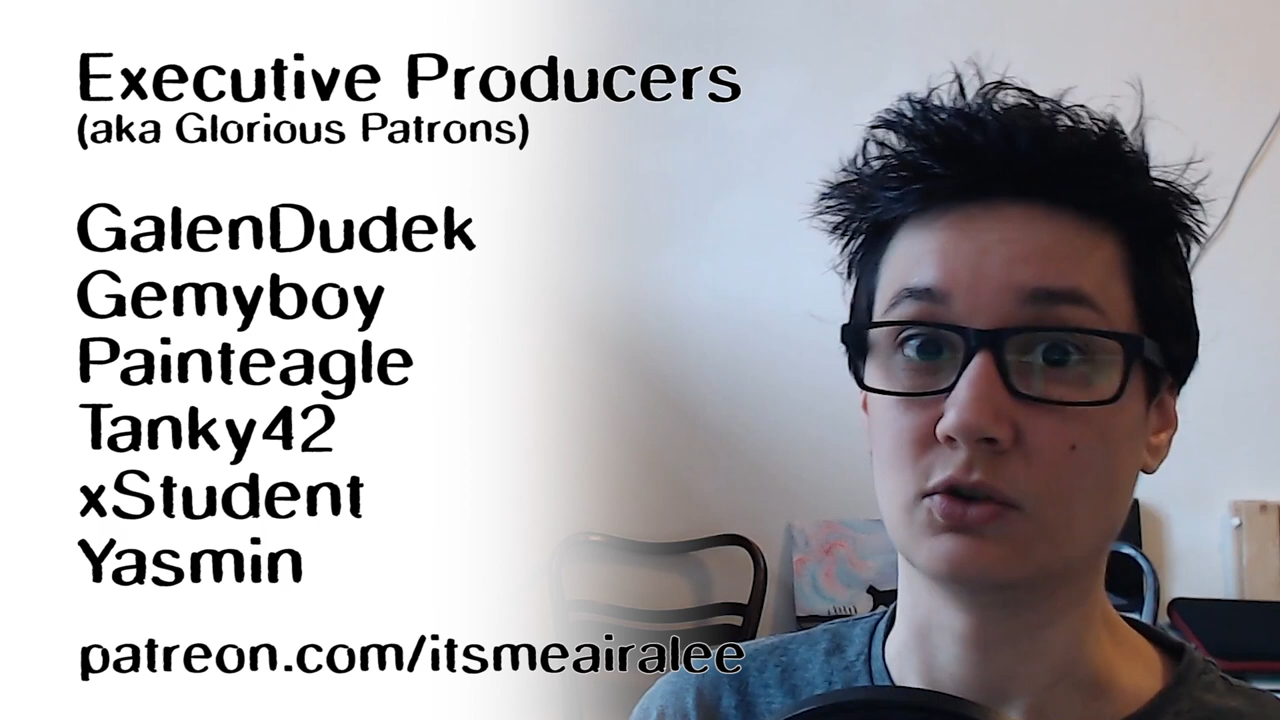 Executive Producers
(aka Glorious Patrons)
GalenDudek
Gemyboy
Painteagle
Tanky42
xStudent
Yasmin
patreon.com/itsmeairalee